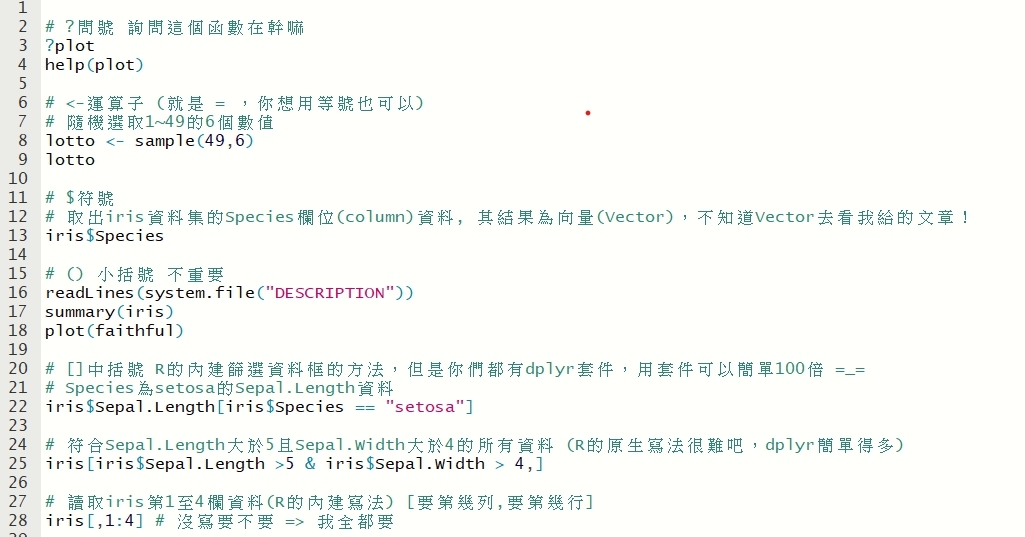 1
2 # ?問號 詢問這個函數在幹嘛
3 ?plot
4 help(plot)
5
6 # <-運算子 (就是 = ，你想用等號也可以)
7 # 隨機選取1~49的6個數值
8 lotto <- sample(49,6)
9 lotto
10
11 # $符號
12 # 取出iris資料集的Species欄位(column)資料, 其結果為向量(Vector)，不知道Vector去看我給的文章！
13 iris$Species
14
15 # () 小括號 不重要
16 readLines(system.file("DESCRIPTION"))
17 summary(iris)
18 plot(faithful)
19
20 # []中括號 R的內建篩選資料框的方法，但是你們都有dplyr套件，用套件可以簡單100倍 =_=
21 # Species為setosa的Sepal.Length資料
22 iris$Sepal.Length[iris$Species == "setosa"]
23
24 # 符合Sepal.Length大於5且Sepal.Width大於4的所有資料 (R的原生寫法很難吧，dplyr簡單得多)
25 iris[iris$Sepal.Length >5 & iris$Sepal.Width > 4,]
26
27 # 讀取iris第1至4欄資料(R的內建寫法) [要第幾列,要第幾行]
28 iris[,1:4] # 沒寫要不要 => 我全都要